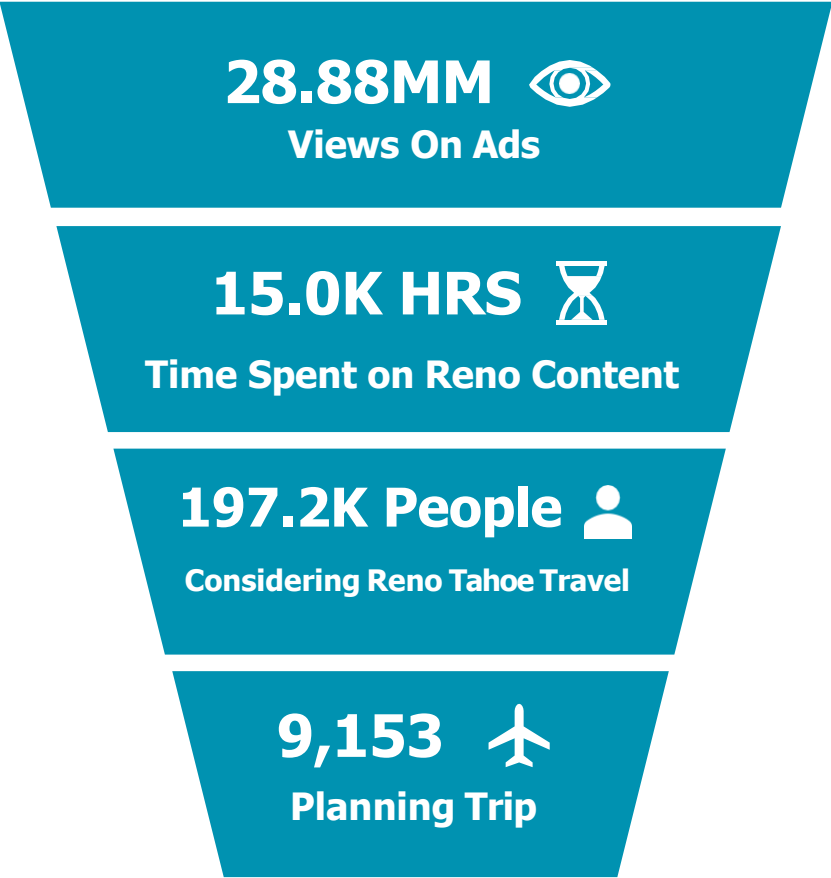 28.88MM
Views On Ads
15.0K HRS
Time Spent on Reno Content
197.2K People
Considering Reno Tahoe Travel
9,153
Planning Trip